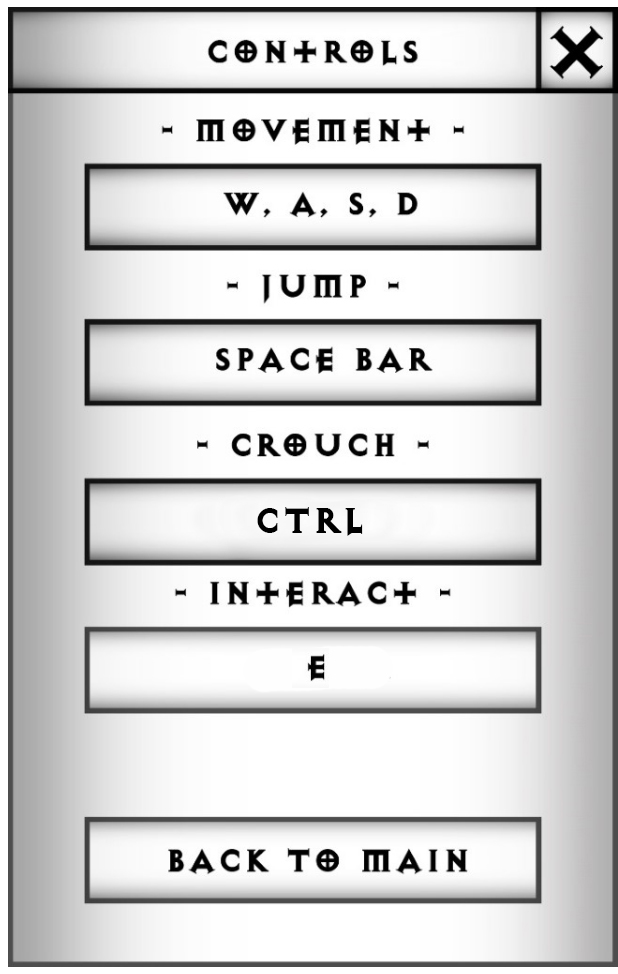 CONTROLS
- MOVEMENT -
W, A, S, D
- JUMP -
SPACE BAR
- CROUCH -
CTRL
- INTERACT -
E
BACK TO MAIN